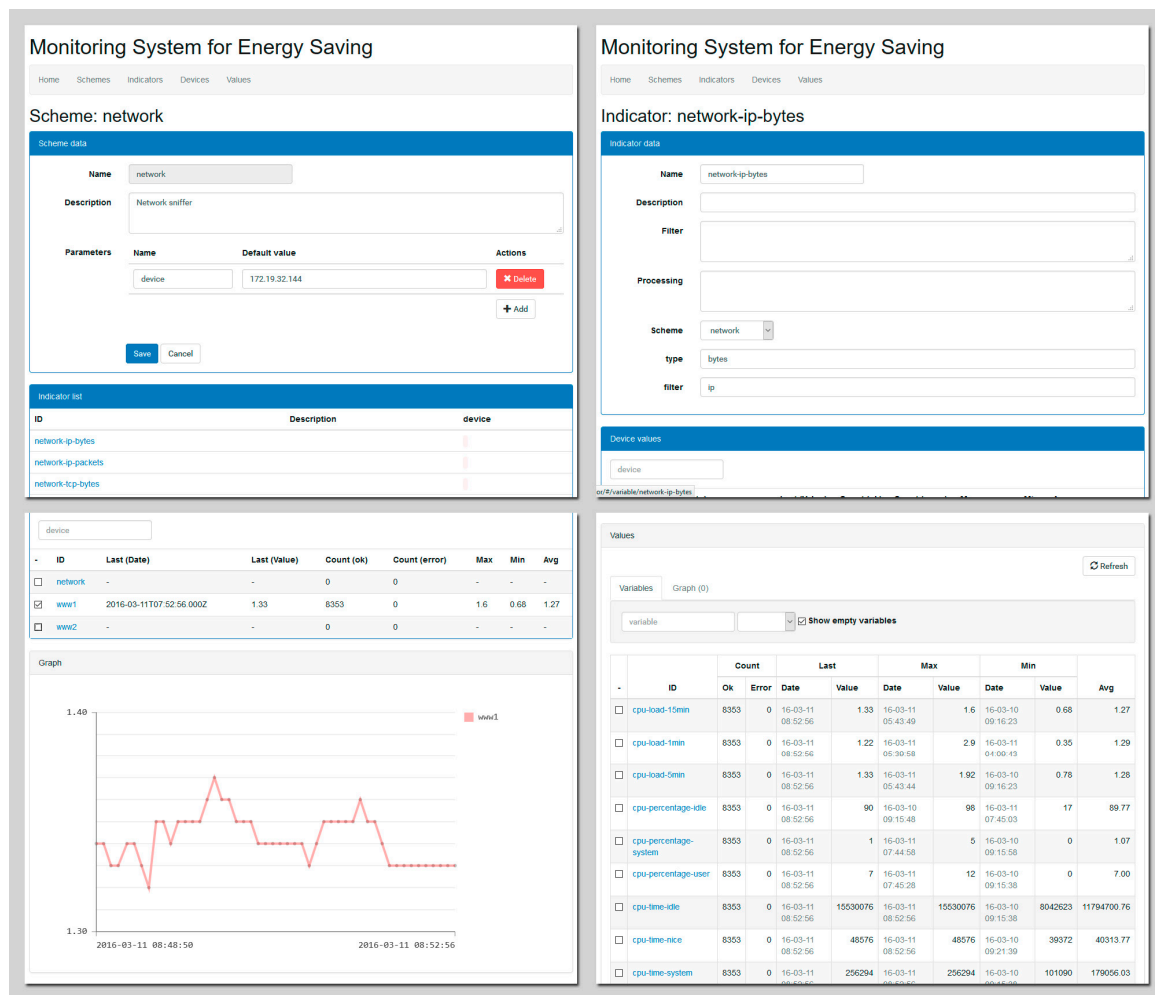 Monitoring System for Energy Saving
Home Schemes Indicators Devices Values
Scheme: network
Scheme data
Name network
Description Network sniffer
Parameters Name Default value Actions
device 172.19.32.144 Delete
Add
Save Cancel
Indicator list
ID Description device
network-ip-bytes
network-ip-packets
network-tcp-bytes
Monitoring System for Energy Saving
Home Schemes Indicators Devices Values
Indicator: network-ip-bytes
Indicator data
Name network-ip-bytes
Description
Filter
Processing
Scheme network
type bytes
filter ip
Device values
device
or/#/variable/network-ip-bytes
device
- ID Last (Date) Last (Value) Count (ok) Count (error) Max Min Avg
network - - 0 0 - - -
www1 2016-03-11T07:52:56.000Z 1.33 8353 0 1.6 0.68 1.27
www2 - - 0 0 - - -
Graph
1.40
www1
1.30
2016-03-11 08:48:50 2016-03-11 08:52:56
Values
Refresh
Variables Graph (0)
variable Show empty variables
Count Last Max Min
- ID Ok Error Date Value Date Value Date Value Avg
cpu-load-15min 8353 0 16-03-11 1.33 16-03-11 1.6 16-03-10 0.68 1.27
08:52:56 05:43:49 09:16:23
cpu-load-1min 8353 0 16-03-11 1.22 16-03-11 2.9 16-03-11 0.35 1.29
08:52:56 05:39:58 04:09:43
cpu-load-5min 8353 0 16-03-11 1.33 16-03-11 1.92 16-03-10 0.78 1.28
08:52:56 05:43:44 09:16:23
cpu-percentage-idle 8353 0 16-03-11 90 16-03-10 98 16-03-11 17 89.77
08:52:56 09:15:48 07:45:03
cpu-percentage- 8353 0 16-03-11 1 16-03-11 5 16-03-10 0 1.07
system 08:52:56 07:44:58 09:15:58
cpu-percentage-user 8353 0 16-03-11 7 16-03-11 12 16-03-10 0 7.00
08:52:56 07:45:28 09:15:38
cpu-time-idle 8353 0 16-03-11 15530076 16-03-11 15530076 16-03-10 8042623 11794700.76
08:52:56 08:52:56 09:15:38
cpu-time-nice 8353 0 16-03-11 48576 16-03-11 48576 16-03-10 39372 40313.77
08:52:56 08:52:56 09:21:39
cpu-time-system 8353 0 16-03-11 256294 16-03-11 256294 16-03-10 101090 179056.03